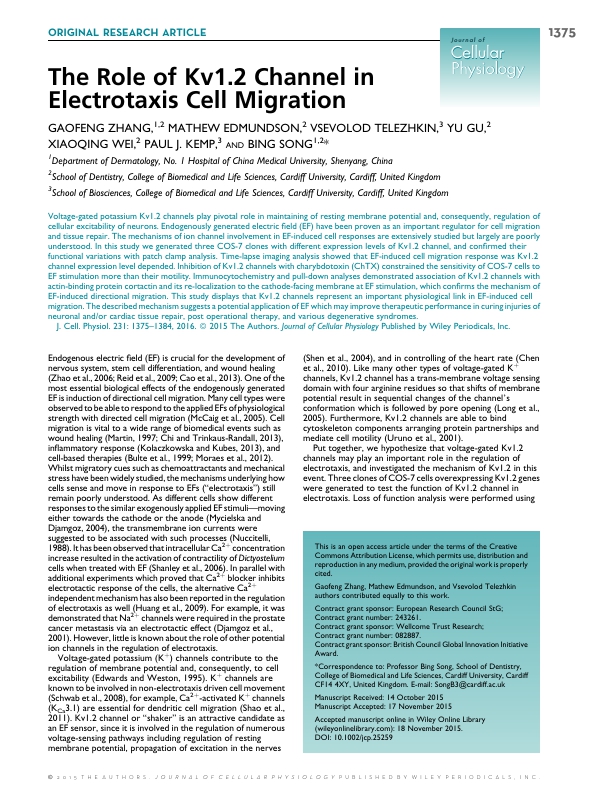 ORIGINAL RESEARCH ARTICLE
1375
Journal of
Cellular
Physiology
The Role of Kv1.2 Channel in
Electrotaxis Cell Migration
GAOFENG ZHANG,1,2 MATHEW EDMUNDSON,2 VSEVOLOD TELEZHKIN,3 YU GU,2
XIAOQING WEI,2 PAUL J. KEMP,3 AND BING SONG1,2*
1Department of Dermatology, No. 1 Hospital of China Medical University, Shenyang, China
2School of Dentistry, College of Biomedical and Life Sciences, Cardiff University, Cardiff, United Kingdom
3School of Biosciences, College of Biomedical and Life Sciences, Cardiff University, Cardiff, United Kingdom
Voltage-gated potassium Kv1.2 channels play pivotal role in maintaining of resting membrane potential and, consequently, regulation of
cellular excitability of neurons. Endogenously generated electric field (EF) have been proven as an important regulator for cell migration
and tissue repair. The mechanisms of ion channel involvement in EF-induced cell responses are extensively studied but largely are poorly
understood. In this study we generated three COS-7 clones with different expression levels of Kv1.2 channel, and confirmed their
functional variations with patch clamp analysis. Time-lapse imaging analysis showed that EF-induced cell migration response was Kv1.2
channel expression level depended. Inhibition of Kv1.2 channels with charybdotoxin (ChTX) constrained the sensitivity of COS-7 cells to
EF stimulation more than their motility. Immunocytochemistry and pull-down analyses demonstrated association of Kv1.2 channels with
actin-binding protein cortactin and its re-localization to the cathode-facing membrane at EF stimulation, which confirms the mechanism
of EF-induced directional migration. This study displays that Kv1.2 channels represent an important physiological link in EF-induced cell
migration. The described mechanism suggests a potential application of EF which may improve therapeutic performance in curing injuries of
neuronal and/or cardiac tissue repair, post operational therapy, and various degenerative syndromes.
J. Cell. Physiol. 231: 1375–1384, 2016. © 2015 The Authors. Journal of Cellular Physiology Published by Wiley Periodicals, Inc.
Endogenous electric field (EF) is crucial for the development of
nervous system, stem cell differentiation, and wound healing
(Zhao et al., 2006; Reid et al., 2009; Cao et al., 2013). One of the
most essential biological effects of the endogenously generated
EF is induction of directional cell migration. Many cell types were
observed to be able to respond to the applied EFs of physiological
strength with directed cell migration (McCaig et al., 2005). Cell
migration is vital to a wide range of biomedical events such as
wound healing (Martin, 1997; Chi and Trinkaus-Randall, 2013),
inflammatory response (Kolaczkowska and Kubes, 2013), and
cell-based therapies (Bulte et al., 1999; Moraes et al., 2012).
Whilst migratory cues such as chemoattractants and mechanical
stress have been widely studied, the mechanisms underlying how
cells sense and move in response to EFs (“electrotaxis”) still
remain poorly understood. As different cells show different
responses to the similar exogenously applied EF stimuli—moving
either towards the cathode or the anode (Mycielska and
Djamgoz, 2004), the transmembrane ion currents were
suggested to be associated with such processes (Nuccitelli,
1988). It has been observed that intracellular Ca2+ concentration
increase resulted in the activation of contractility of Dictyostelium
cells when treated with EF (Shanley et al., 2006). In parallel with
additional experiments which proved that Ca2+ blocker inhibits
electrotactic response of the cells, the alternative Ca2+
independent mechanism has also been reported in the regulation
of electrotaxis as well (Huang et al., 2009). For example, it was
demonstrated that Na+ channels were required in the prostate
cancer metastasis via an electrotactic effect (Djamgoz et al.,
2001). However, little is known about the role of other potential
ion channels in the regulation of electrotaxis.
Voltage-gated potassium (K+) channels contribute to the
regulation of membrane potential and, consequently, to cell
excitability (Edwards and Weston, 1995). K+ channels are
known to be involved in non-electrotaxis driven cell movement
(Schwab et al., 2008), for example, Ca2+-activated K+ channels
(KCa3.1) are essential for dendritic cell migration (Shao et al.,
2011). Kv1.2 channel or “shaker” is an attractive candidate as
an EF sensor, since it is involved in the regulation of numerous
voltage-sensing pathways including regulation of resting
membrane potential, propagation of excitation in the nerves
(Shen et al., 2004), and in controlling of the heart rate (Chen
et al., 2010). Like many other types of voltage-gated K+
channels, Kv1.2 channel has a trans-membrane voltage sensing
domain with four arginine residues so that shifts of membrane
potential result in sequential changes of the channel’s
conformation which is followed by pore opening (Long et al.,
2005). Furthermore, Kv1.2 channels are able to bind
cytoskeleton components arranging protein partnerships and
mediate cell motility (Uruno et al., 2001).
Put together, we hypothesize that voltage-gated Kv1.2
channels may play an important role in the regulation of
electrotaxis, and investigated the mechanism of Kv1.2 in this
event. Three clones of COS-7 cells overexpressing Kv1.2 genes
were generated to test the function of Kv1.2 channel in
electrotaxis. Loss of function analysis were performed using
This is an open access article under the terms of the Creative
Commons Attribution License, which permits use, distribution and
reproduction in any medium, provided the original work is properly
cited.
Gaofeng Zhang, Mathew Edmundson, and Vsevolod Telezhkin
authors contributed equally to this work.
Contract grant sponsor: European Research Council StG;
Contract grant number: 243261.
Contract grant sponsor: Wellcome Trust Research;
Contract grant number: 082887.
Contract grant sponsor: British Council Global Innovation Initiative
Award.
*Correspondence to: Professor Bing Song, School of Dentistry,
College of Biomedical and Life Sciences, Cardiff University, Cardiff
CF14 4XY, United Kingdom. E-mail: SongB3@cardiff.ac.uk
Manuscript Received: 14 October 2015
Manuscript Accepted: 17 November 2015
Accepted manuscript online in Wiley Online Library
(wileyonlinelibrary.com): 18 November 2015.
DOI: 10.1002/jcp.25259
© 2015 THE AUTHORS. JOURNAL OF CELLULAR PHYSIOLOGY PUBLISHED BY WILEY PERIODICALS, INC.